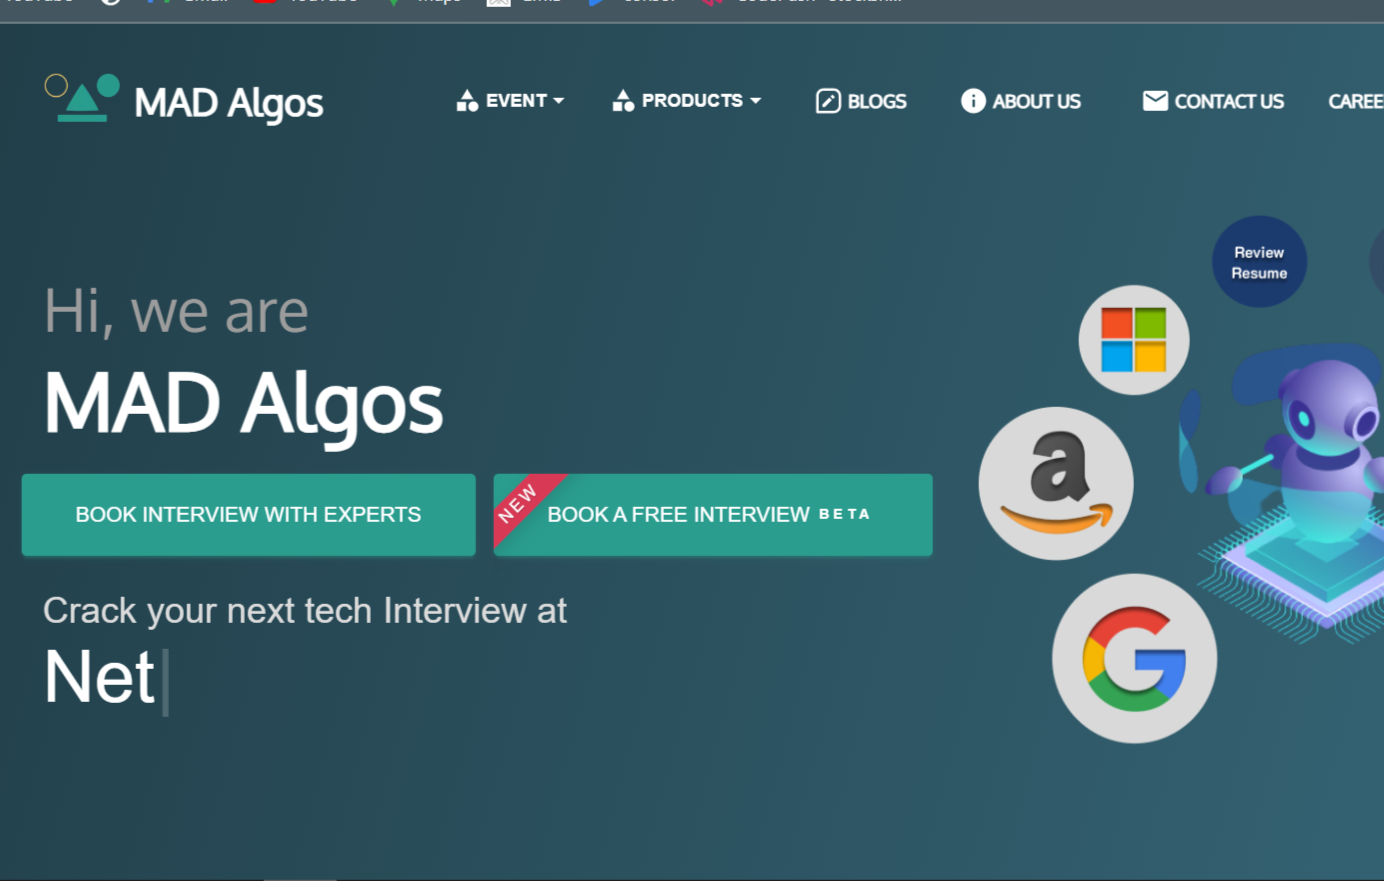 MAD Algos
EVENT
PRODUCTS
BLOGS
ABOUT US
CONTACT US
Review
Resume
Hi, we are
MAD Algos
BOOK INTERVIEW WITH EXPERTS
NEW
BOOK A FREE INTERVIEW BETA
Crack your next tech Interview at
Net